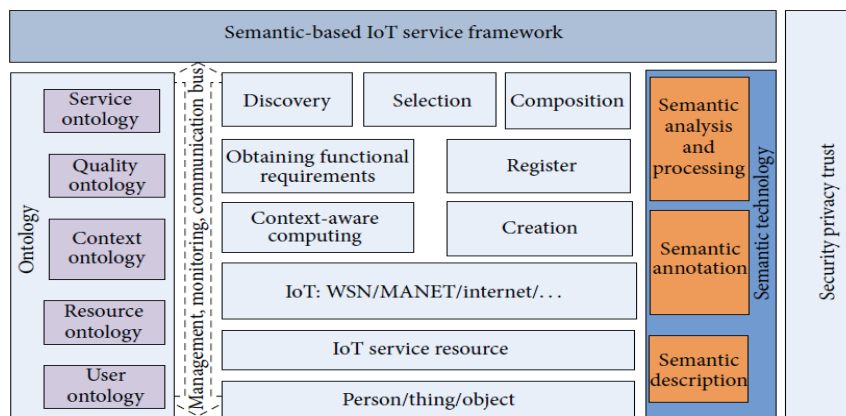 Semantic-based IoT service framework
Ontology
Service
ontology
Quality
ontology
Context
ontology
Resource
ontology
User
ontology
Management, monitoring, communication bus
Discovery
Selection
Composition
Obtaining functional
requirements
Register
Context-aware
computing
Creation
IoT: WSN/MANET/internet/...
IoT service resource
Person/thing/object
Semantic
analysis
and
processing
Semantic
annotation
Semantic
description
Semantic technology
Security privacy trust